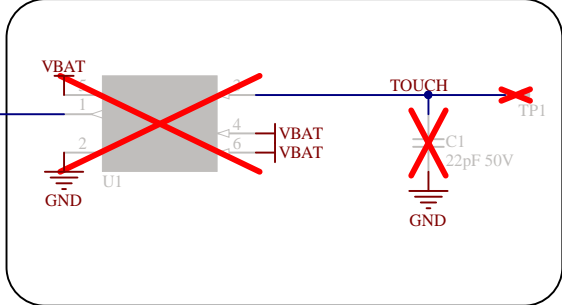 VBAT
TOUCH
1
TP1
4
VBAT
2
6
VBAT
C1
22pF 50V
U1
GND
GND